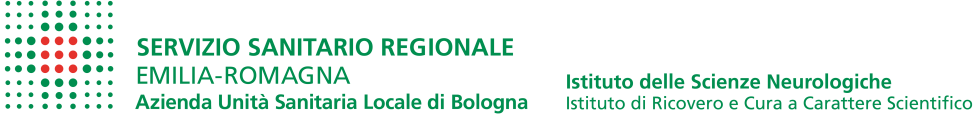 SERVIZIO SANITARIO REGIONALE
EMILIA-ROMAGNA
Azienda Unità Sanitaria Locale di Bologna
Istituto delle Scienze Neurologiche
Istituto di Ricovero e Cura a Carattere Scientifico